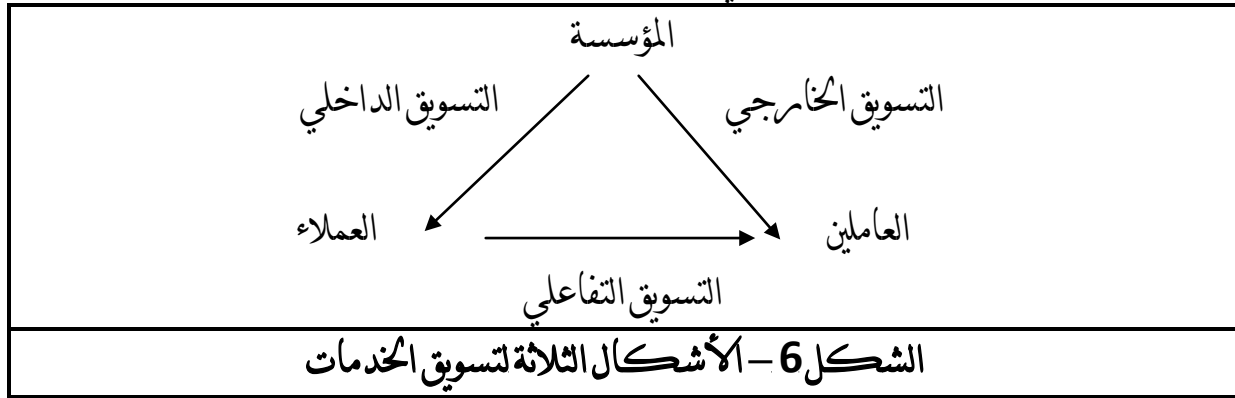 المؤسسة
التسويق الخارجي
التسويق الداخلي
العاملين
العملاء
التسويق التفاعلي
الشكل 6 – الأشكال الثلاثة لتسويق الخدمات